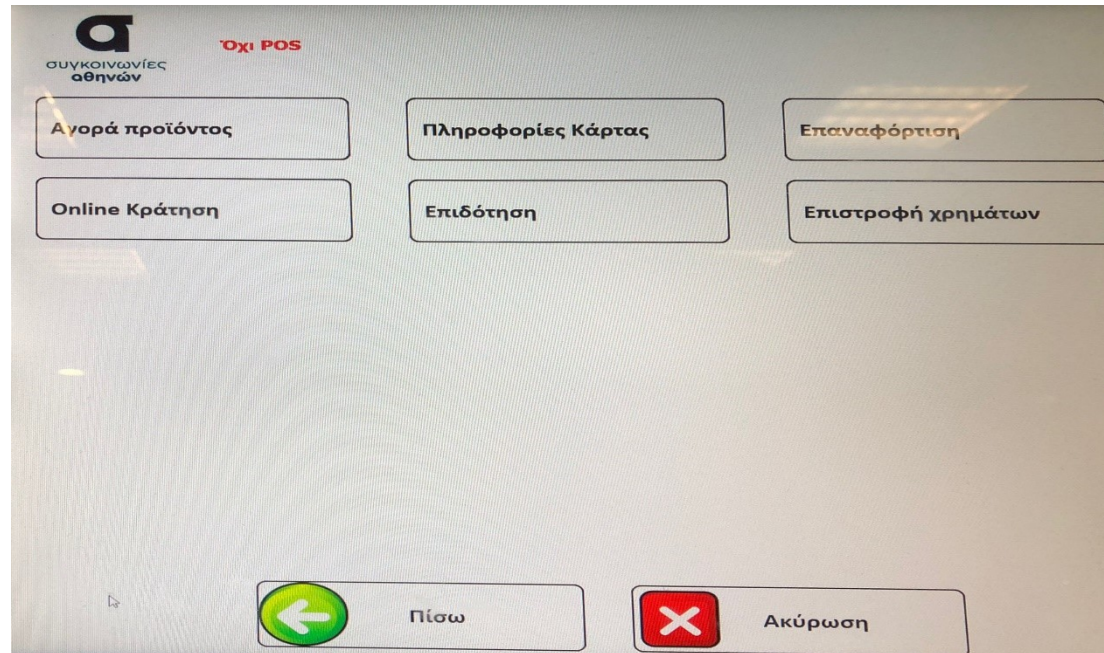 συγκοινωνίες
αθηνών
Όχι POS
Αγορά προϊόντος
Πληροφορίες Κάρτας
Επαναφόρτιση
Online Κράτηση
Επιδότηση
Επιστροφή χρημάτων
Πίσω
Ακύρωση